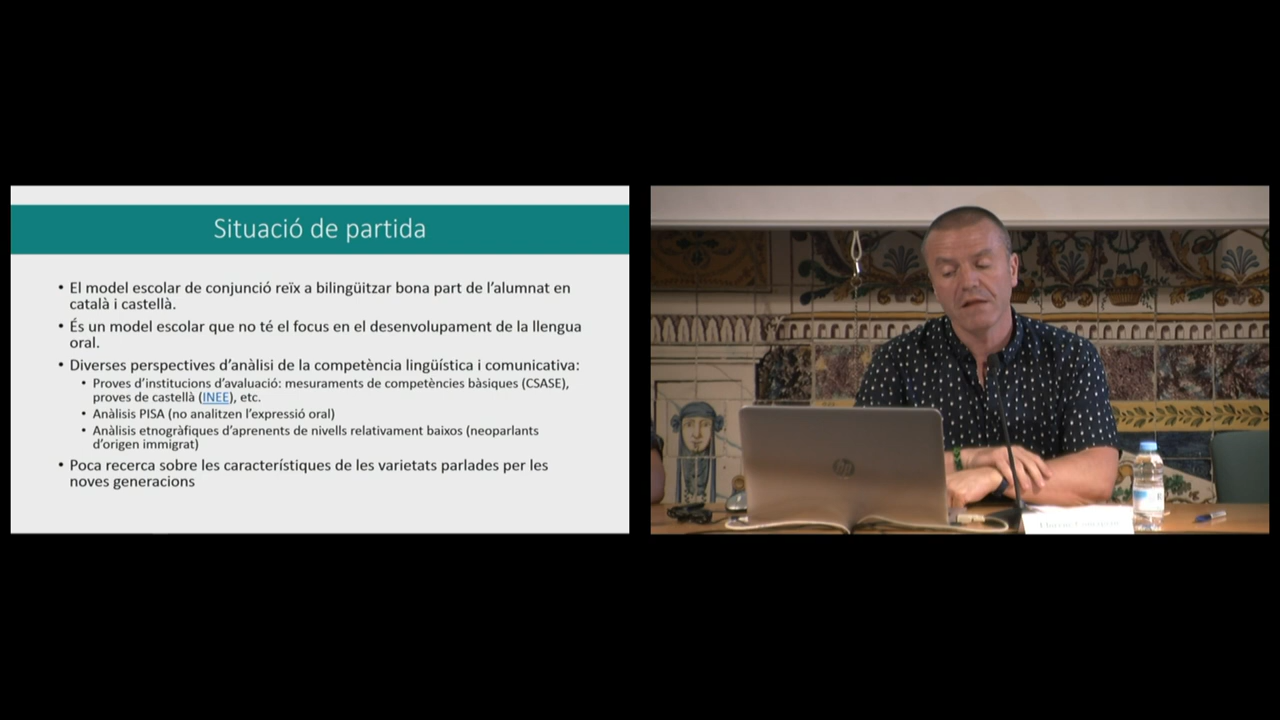 Situació de partida
• El model escolar de conjunció reïx a bilingüitzar bona part de l'alumnat en
català i castellà.
• És un model escolar que no té el focus en el desenvolupament de la llengua
oral.
• Diverses perspectives d'anàlisi de la competència lingüística i comunicativa:
• Proves d'institucions d'avaluació: mesuraments de competències bàsiques (CSASE),
proves de castellà (INEE), etc.
• Anàlisis PISA (no analitzen l'expressió oral)
• Anàlisis etnogràfiques d'aprenents de nivells relativament baixos (neoparlants
d'origen immigrat)
• Poca recerca sobre les característiques de les varietats parlades per les
noves generacions
hp